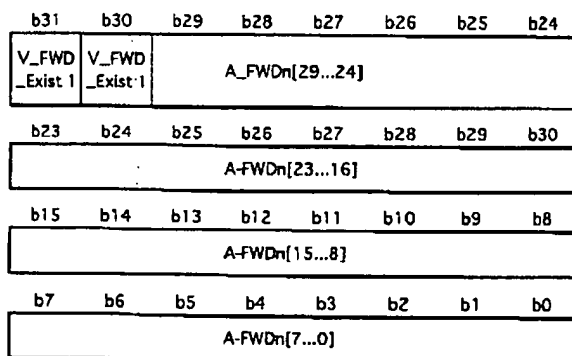 b31 b30 b29 b28 b27 b26 b25 b24
V_FWD V_FWD
_Exist 1 _Exist 1 A_FWDn[29...24]
b23 b24 b25 b26 b27 b28 b29 b30
A-FWDn[23...16]
b15 b14 b13 b12 b11 b10 b9 b8
A-FWDn[15...8]
b7 b6 b5 b4 b3 b2 b1 b0
A-FWDn[7...0]